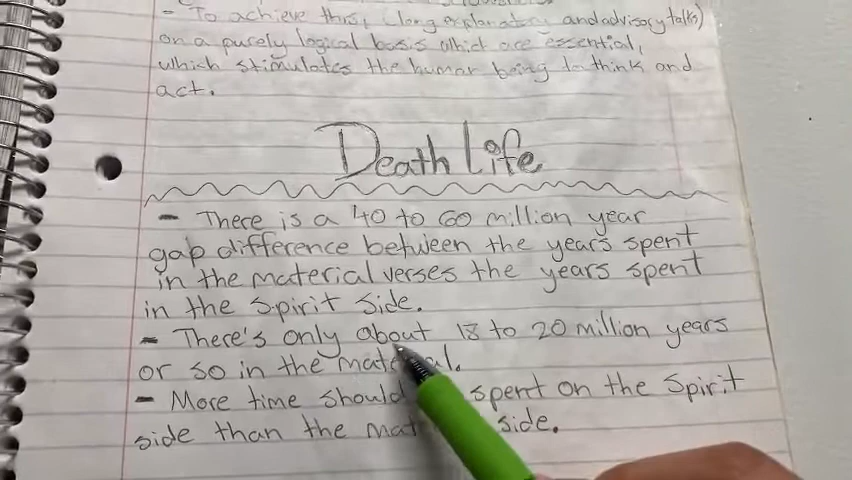 - To achieve this, (long explanatory and advisory talks)
on a purely logical basis which are essential,
which stimulates the human being to think and
act.
Death Life
- There is a 40 to 60 million year
gap difference between the years spent
in the material verses the years spent
in the spirit side.
- There's only about 18 to 20 million years
or so in the material.
- More time should spent on the spirit
side than the side.